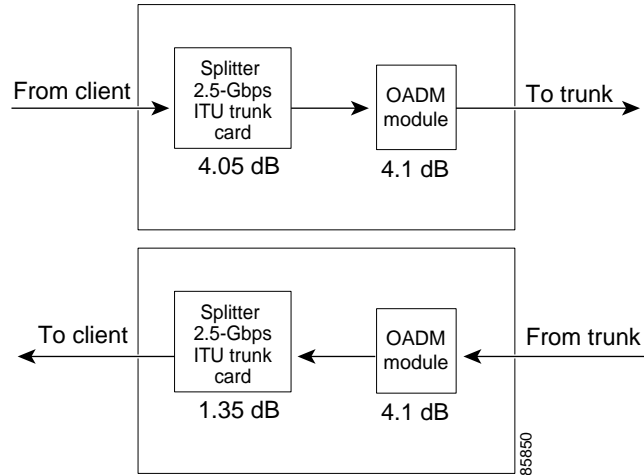 From client
Splitter
2.5-Gbps
ITU trunk
card
4.05 dB
OADM
module
4.1 dB
To trunk
To client
Splitter
2.5-Gbps
ITU trunk
card
1.35 dB
OADM
module
4.1 dB
From trunk
85850